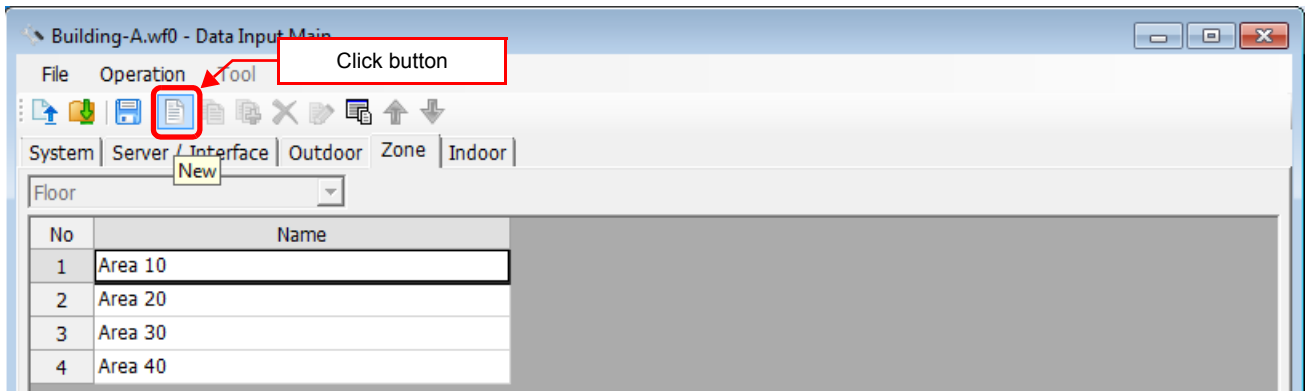 Building-A.wf0 - Data Input Main
Click button
File Operation Tool
System Server / Interface Outdoor Zone Indoor
New
Floor
No Name
1 Area 10
2 Area 20
3 Area 30
4 Area 40